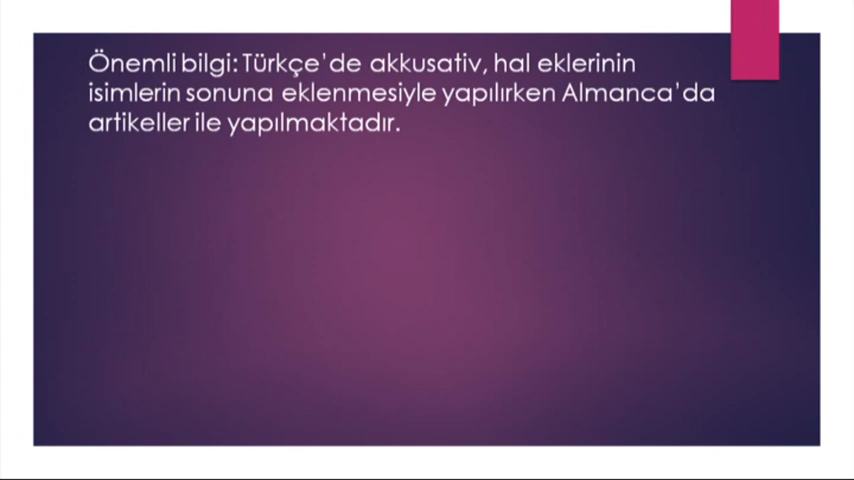 Önemli bilgi: Türkçe'de akkusativ, hal eklerinin
isimlerin sonuna eklenmesiyle yapılırken Almanca'da
artikeller ile yapılmaktadır.